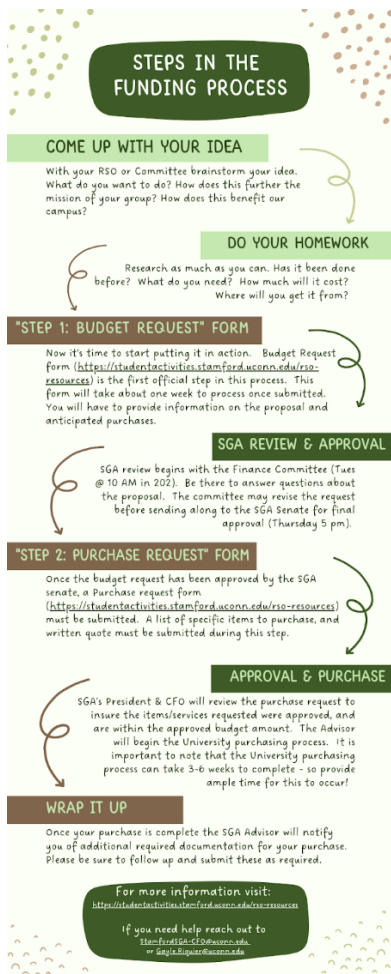 STEPS IN THE
FUNDING PROCESS
COME UP WITH YOUR IDEA
With your RSO or Committee brainstorm your idea.
What do you want to do? How does this further the
mission of your group? How does this benefit our
campus?
DO YOUR HOMEWORK
Research as much as you can. Has it been done
before? What do you need? How much will it cost?
Where will you get it from?
"STEP 1: BUDGET REQUEST" FORM
Now it's time to start putting it in action. Budget Request
form (https://studentactivities.stamford.uconn.edu/rso-
resources) is the first official step in this process. This
form will take about one week to process once submitted.
You will have to provide information on the proposal and
anticipated purchases.
SGA REVIEW & APPROVAL
SGA review begins with the Finance Committee (Tues
@ 10 AM in 202). Be there to answer questions about
the proposal. The committee may revise the request
before sending along to the SGA Senate for final
approval (Thursday 5 pm).
"STEP 2: PURCHASE REQUEST" FORM
Once the budget request has been approved by the SGA
senate, a Purchase request form
(https://studentactivities.stamford.uconn.edu/rso-resources)
must be submitted. A list of specific items to purchase, and
written quote must be submitted during this step.
APPROVAL & PURCHASE
SGA's President & CFO will review the purchase request to
insure the items/services requested were approved, and
are within the approved budget amount. The Advisor
will begin the University purchasing process. It is
important to note that the University purchasing
process can take 3-6 weeks to complete - so provide
ample time for this to occur!
WRAP IT UP
Once your purchase is complete the SGA Advisor will notify
you of additional required documentation for your purchase.
Please be sure to follow up and submit these as required.
For more information visit:
https://studentactivities.stamford.uconn.edu/rso-resources
If you need help reach out to
StamfordSGA-CFO@uconn.edu
or Gayle.Riquier@uconn.edu